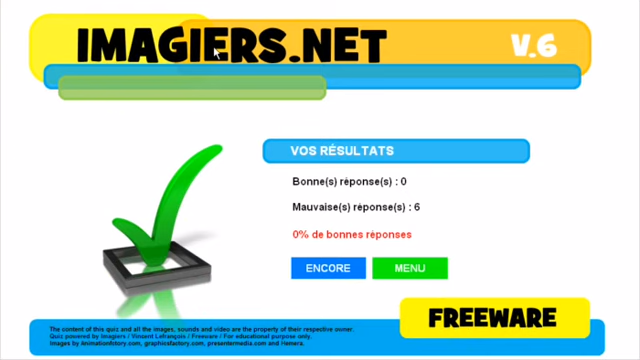 IMAGIERS.NET
V.6
VOS RÉSULTATS
Bonne(s) réponse(s) : 0
Mauvaise(s) réponse(s) : 6
0% de bonnes réponses
ENCORE
MENU
FREEWARE
The content of this quiz and all the images, sounds and video are the property of their respective owner.
Quiz powered by Imagiers / Vincent Lefrançois / Freeware / For educational purpose only.
Images by Animationfctory.com, graphicsfactory.com, presentermedia.com and Hemera.